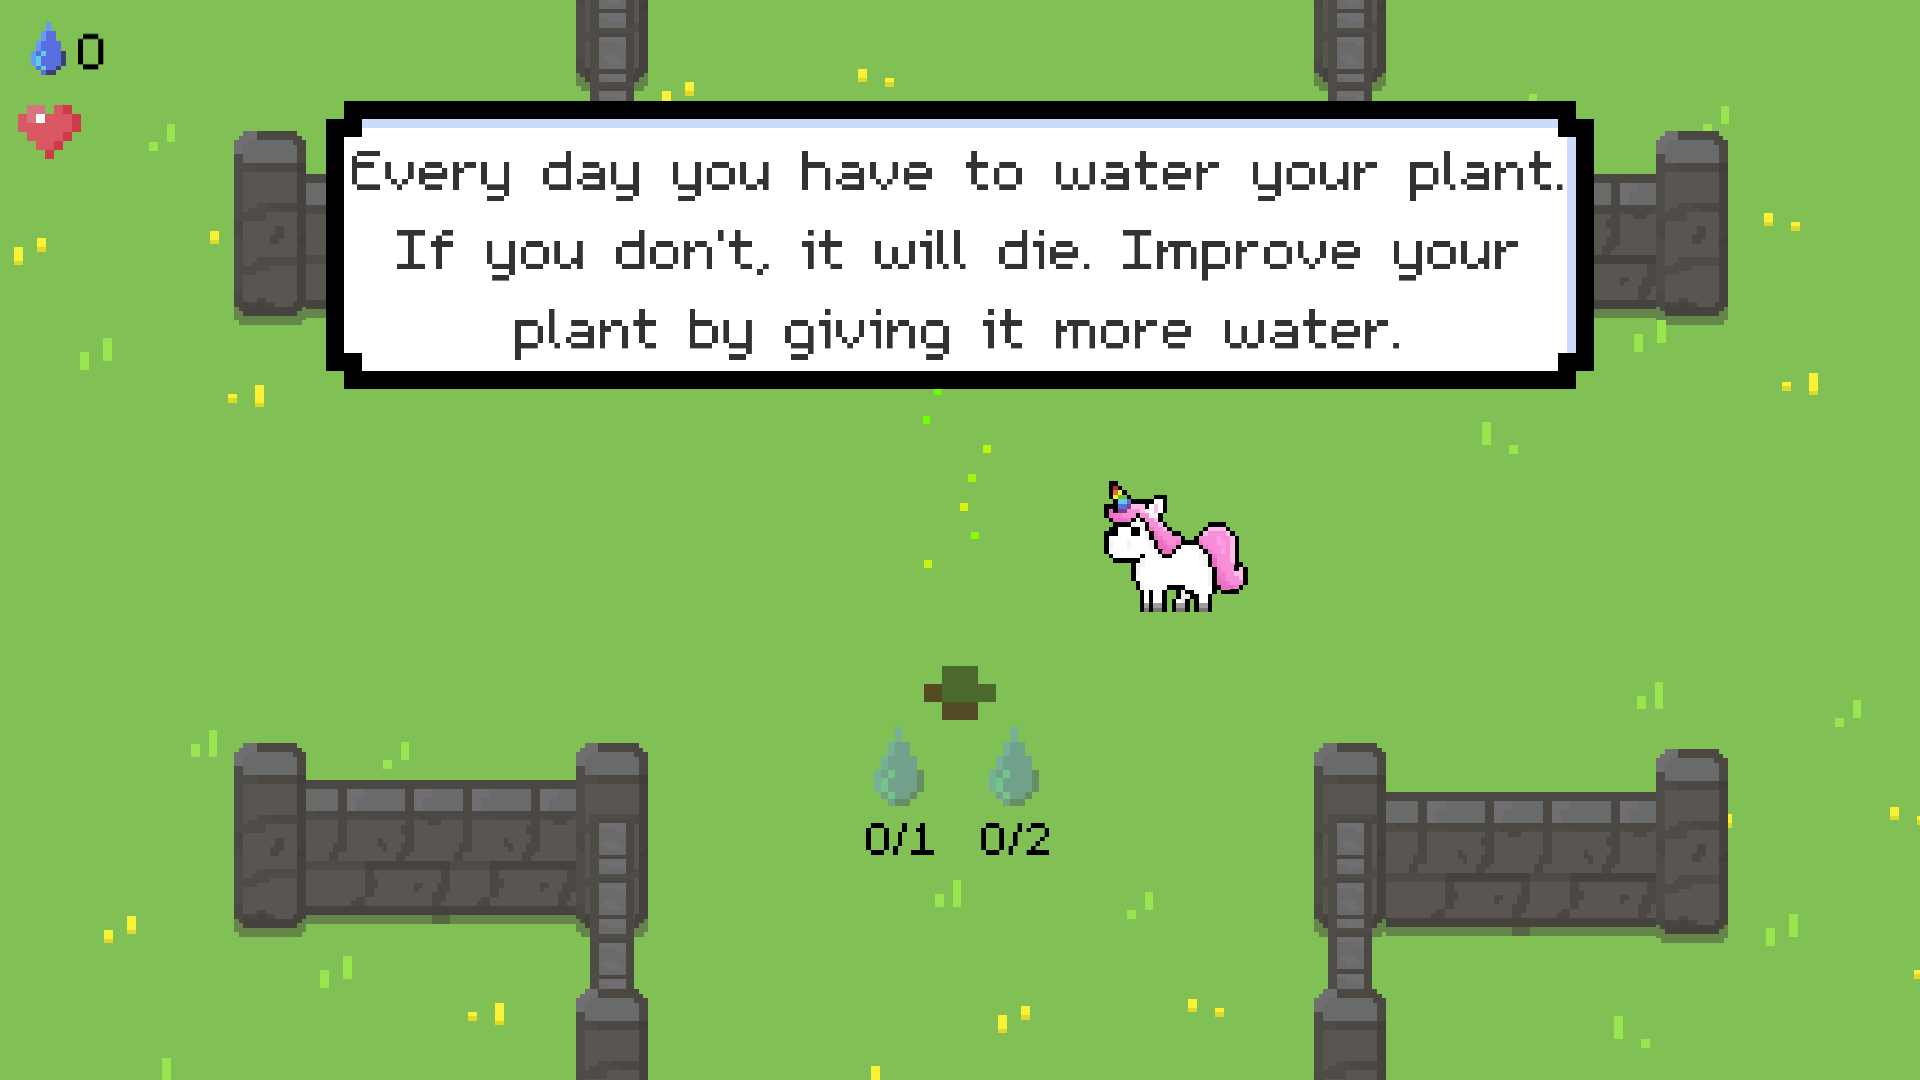 0
Every day you have to water your plant.
If you don't, it will die. Improve your
plant by giving it more water.
0/1 0/2